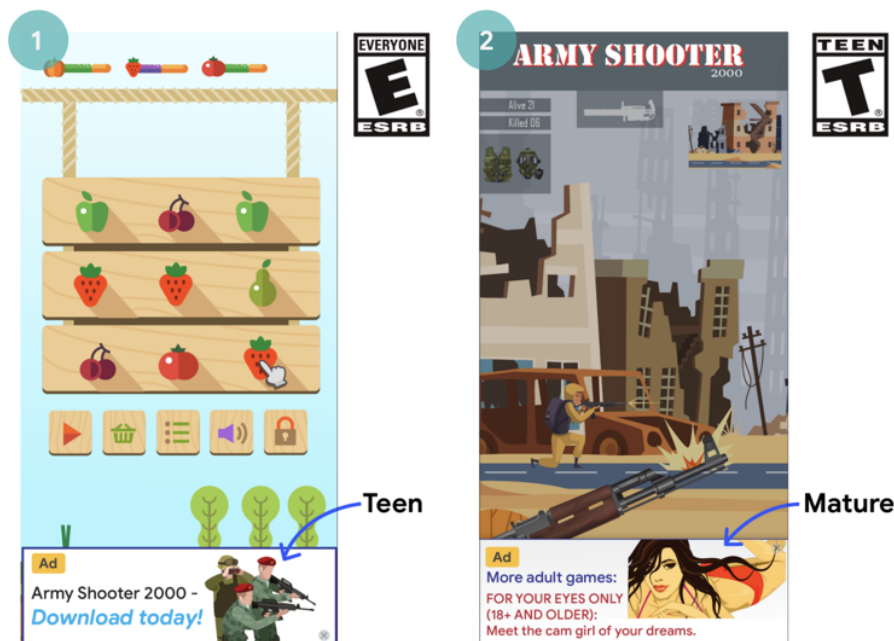 1
EVERYONE
E
ESRB
Teen
Ad
Army Shooter 2000 -
Download today!
2
ARMY SHOOTER
2000
TEEN
T
ESRB
Alive 21
Killed 06
Mature
Ad
More adult games:
FOR YOUR EYES ONLY
(18+ AND OLDER):
Meet the cam girl of your dreams.